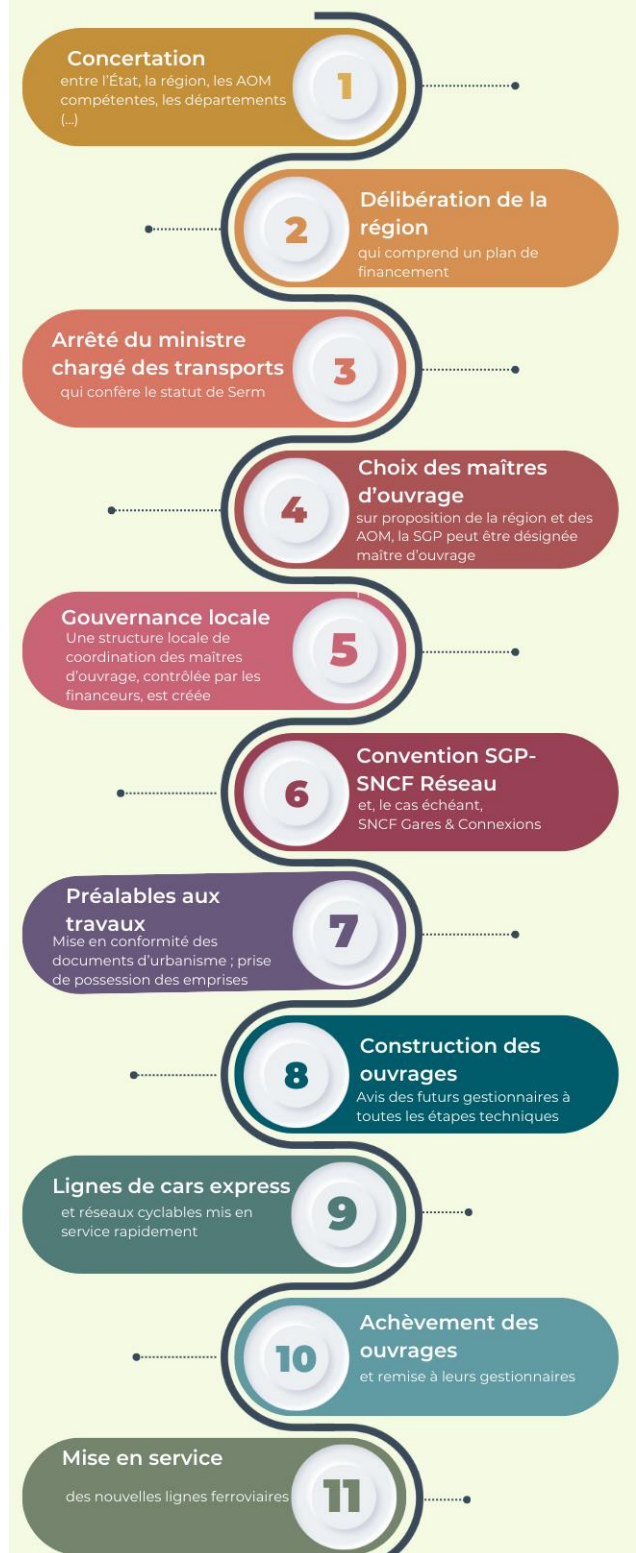 Concertation
entre l'État, la région, les AOM
compétentes, les départements
(...)
1
2
Délibération de la
région
qui comprend un plan de
financement
Arrêté du ministre
chargé des transports
qui confère le statut de Serm
3
4
Choix des maîtres
d'ouvrage
sur proposition de la région et des
AOM, la SGP peut être désignée
maître d'ouvrage
Gouvernance locale
Une structure locale de
coordination des maîtres
d'ouvrage, contrôlée par les
financeurs, est créée
5
6
Convention SGP-
SNCF Réseau
et, le cas échéant,
SNCF Gares & Connexions
Préalables aux
travaux
Mise en conformité des
documents d'urbanisme ; prise
de possession des emprises
7
8
Construction des
ouvrages
Avis des futurs gestionnaires à
toutes les étapes techniques
Lignes de cars express
et réseaux cyclables mis en
service rapidement
9
10
Achèvement des
ouvrages
et remise à leurs gestionnaires
Mise en service
des nouvelles lignes ferroviaires
11